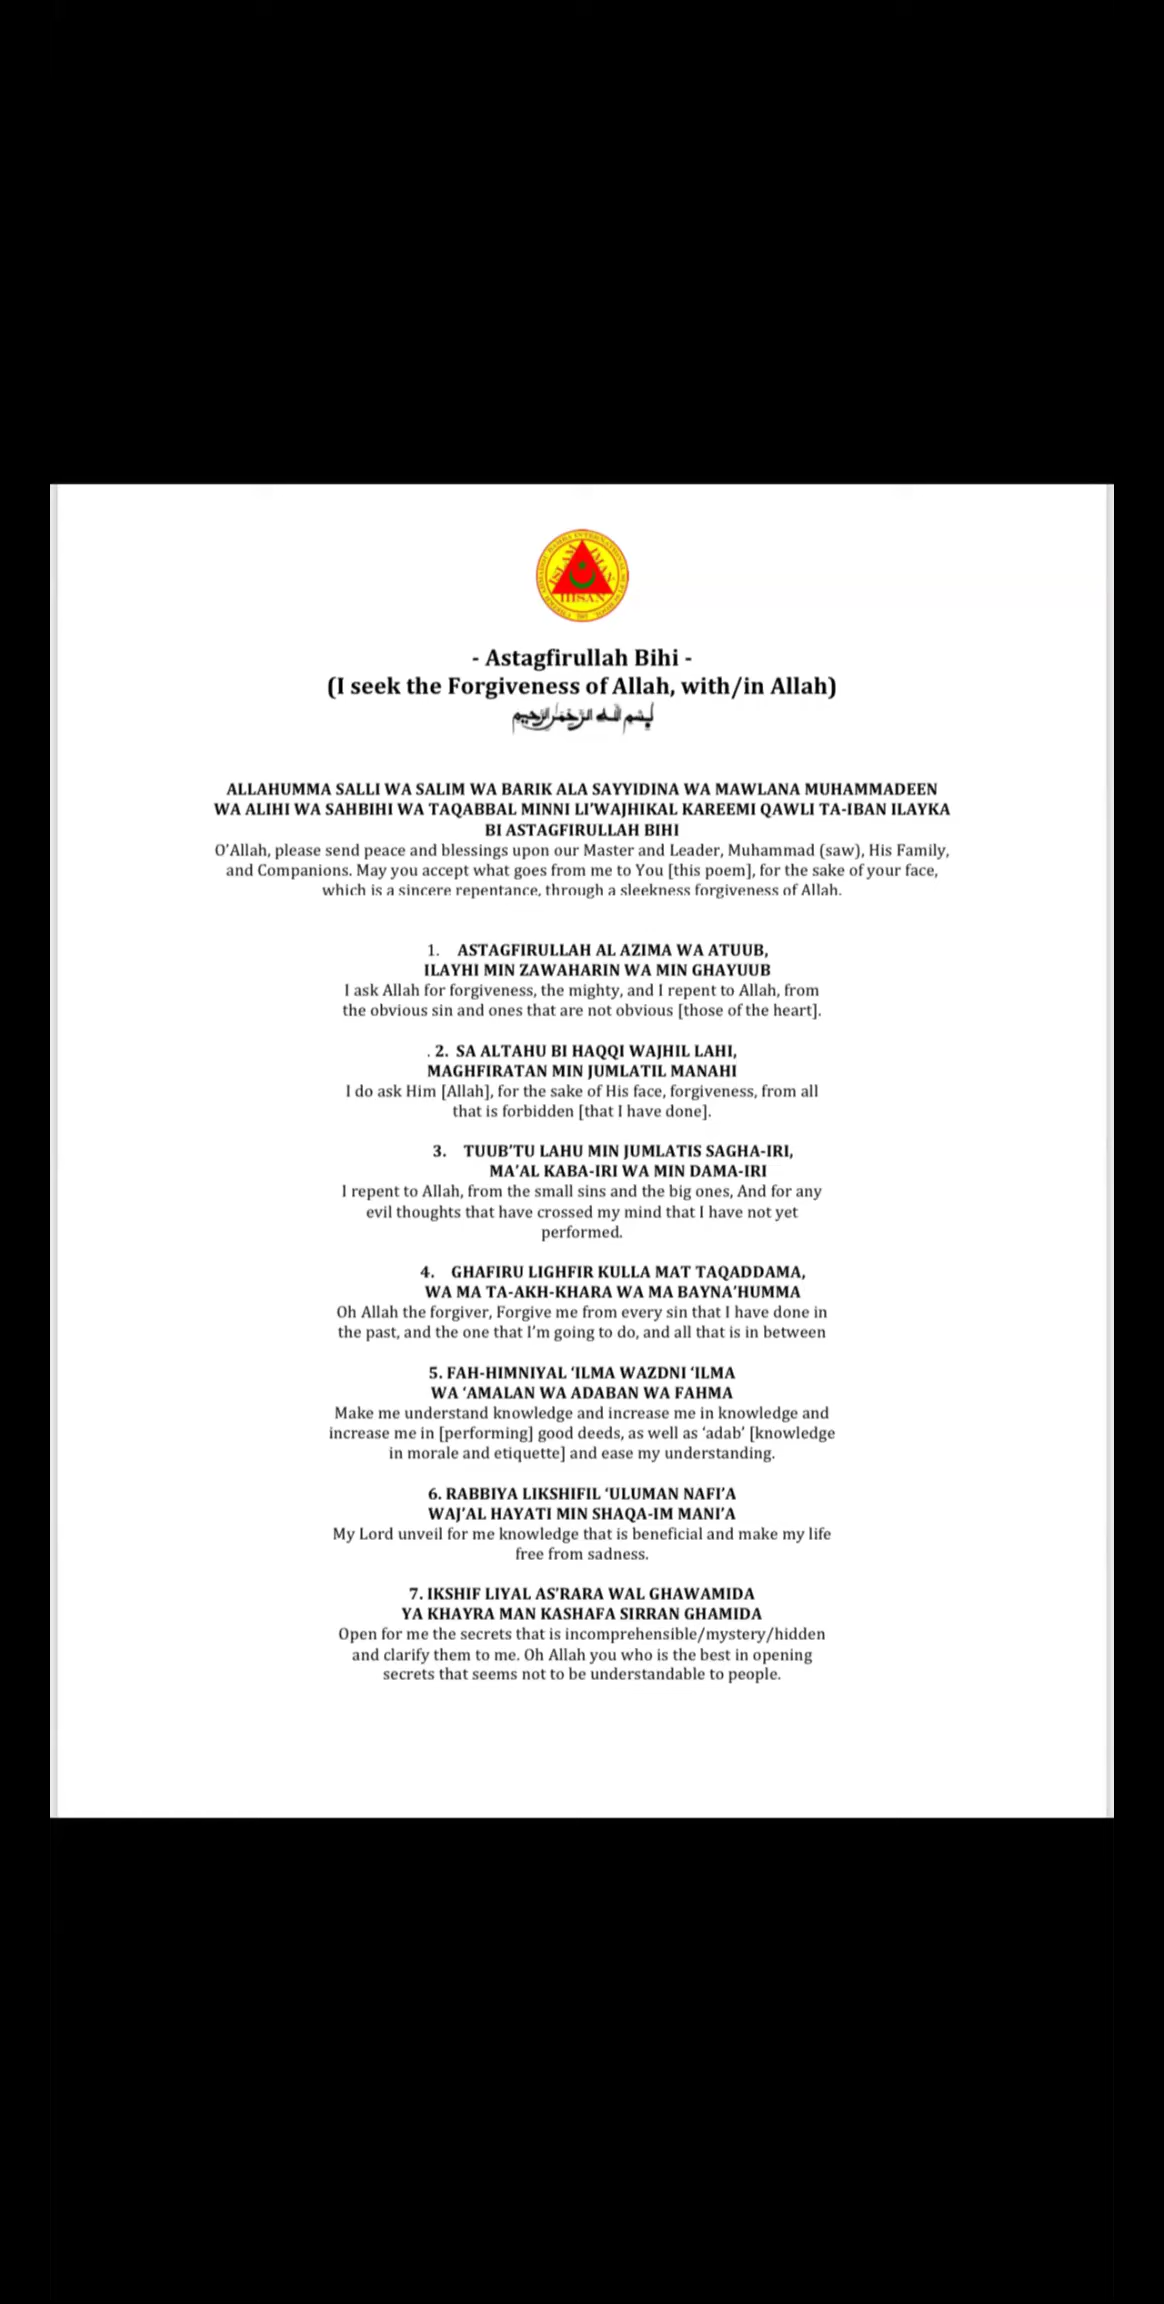 ISLAM IMAN
IHSAN
- Astagfirullah Bihi -
(I seek the Forgiveness of Allah, with/in Allah)
بسم الله الرحمن الرحيم
ALLAHUMMA SALLI WA SALIM WA BARIK ALA SAYYIDINA WA MAWLANA MUHAMMADEEN
WA ALIHI WA SAHBIHI WA TAQABBAL MINNI LI’WAJHIKAL KAREEMI QAWLI TA-IBAN ILAYKA
BI ASTAGFIRULLAH BIHI
O’Allah, please send peace and blessings upon our Master and Leader, Muhammad (saw), His Family,
and Companions. May you accept what goes from me to You [this poem], for the sake of your face,
which is a sincere repentance, through a sleekness forgiveness of Allah.
1. ASTAGFIRULLAH AL AZIMA WA ATUUB,
ILAYHI MIN ZAWAHARIN WA MIN GHAYUUB
I ask Allah for forgiveness, the mighty, and I repent to Allah, from
the obvious sin and ones that are not obvious [those of the heart].
. 2. SA ALTAHU BI HAQQI WAJHIL LAHI,
MAGHFIRATAN MIN JUMLATIL MANAHI
I do ask Him [Allah], for the sake of His face, forgiveness, from all
that is forbidden [that I have done].
3. TUUB’TU LAHU MIN JUMLATIS SAGHA-IRI,
MA’AL KABA-IRI WA MIN DAMA-IRI
I repent to Allah, from the small sins and the big ones, And for any
evil thoughts that have crossed my mind that I have not yet
performed.
4. GHAFIRU LIGHFIR KULLA MAT TAQADDAMA,
WA MA TA-AKH-KHARA WA MA BAYNA’HUMMA
Oh Allah the forgiver, Forgive me from every sin that I have done in
the past, and the one that I’m going to do, and all that is in between
5. FAH-HIMNIYAL ‘ILMA WAZDNI ‘ILMA
WA ‘AMALAN WA ADABAN WA FAHMA
Make me understand knowledge and increase me in knowledge and
increase me in [performing] good deeds, as well as ‘adab’ [knowledge
in morale and etiquette] and ease my understanding.
6. RABBIYA LIKSHIFIL ‘ULUMAN NAFI’A
WAJ’AL HAYATI MIN SHAQA-IM MANI’A
My Lord unveil for me knowledge that is beneficial and make my life
free from sadness.
7. IKSHIF LIYAL AS’RARA WAL GHAWAMIDA
YA KHAYRA MAN KASHAFA SIRRAN GHAMIDA
Open for me the secrets that is incomprehensible/mystery/hidden
and clarify them to me. Oh Allah you who is the best in opening
secrets that seems not to be understandable to people.